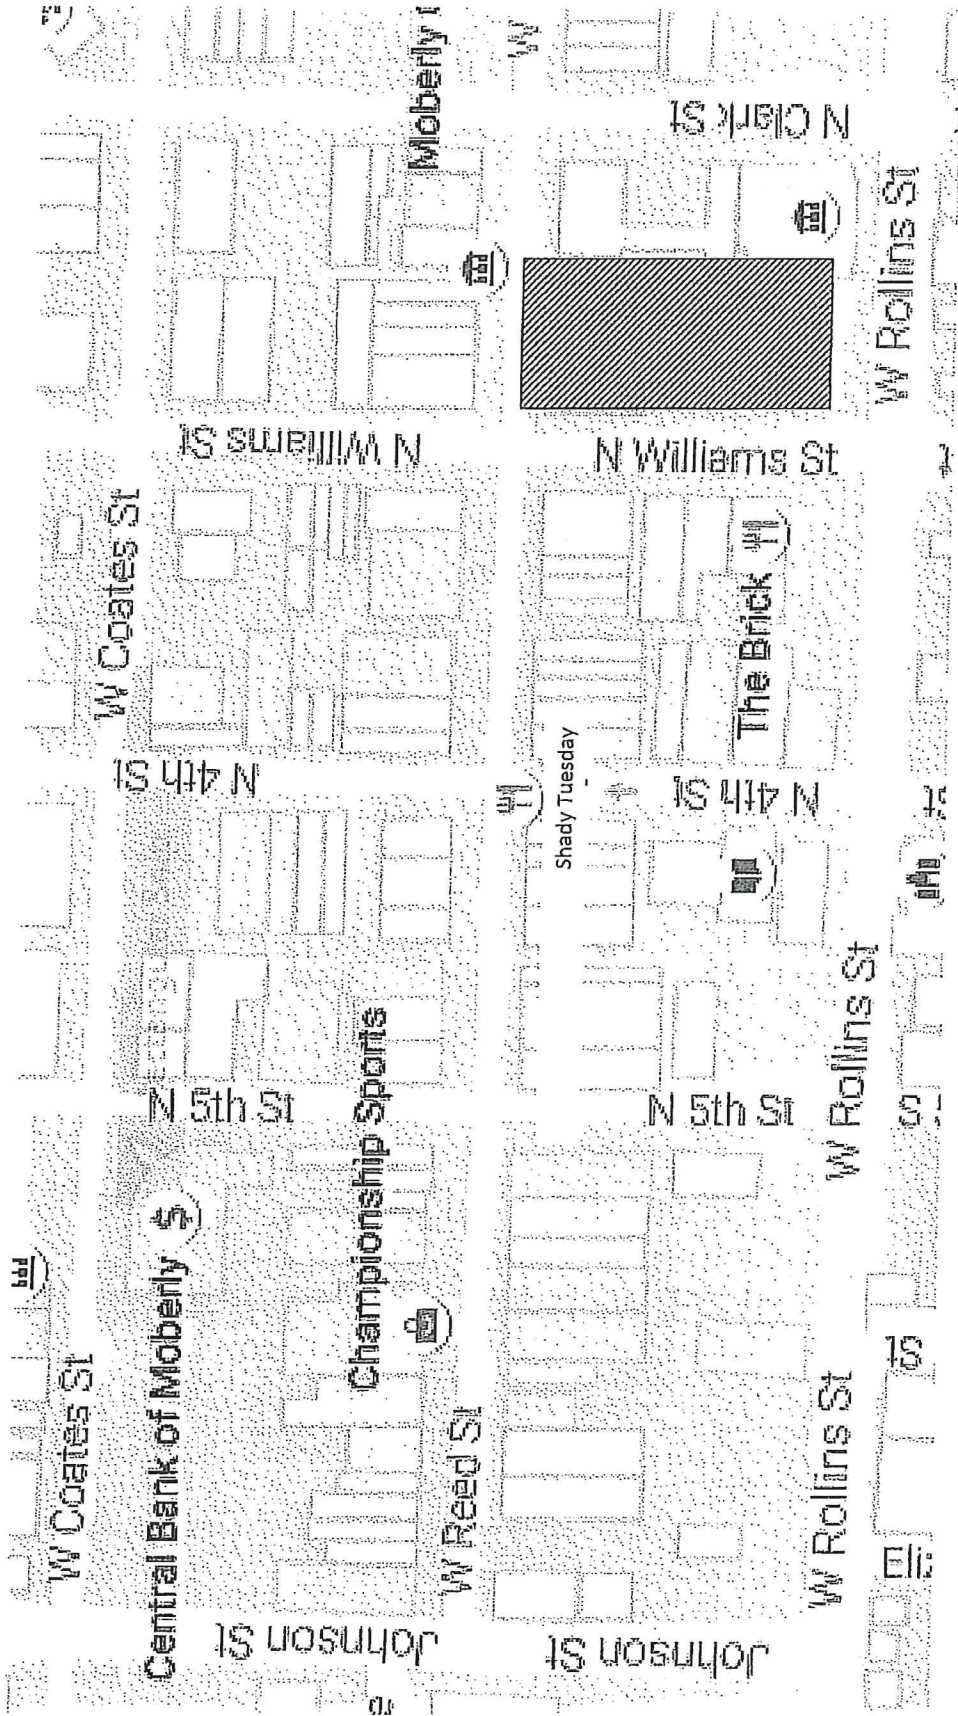 Moberly
W
N Clark St
W Rollins St
N Williams St
N Williams St
W Coates St
The Brick
N 4th St
N 4th St
St
Shady Tuesday
N 5th St
N 5th St
W Rollins St
Championship Sports
Central Bank of Moberly
$
W Coates St
W Reed St
W Rollins St
St
Johnson St
Johnson St